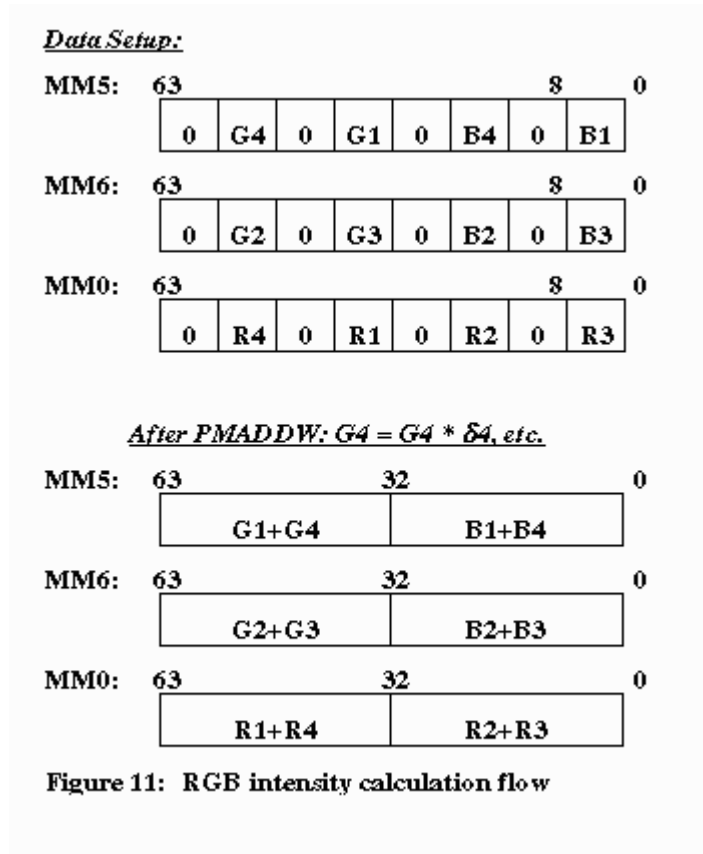 Data Setup:
MM5: 63 8 0
0 G4 0 G1 0 B4 0 B1
MM6: 63 8 0
0 G2 0 G3 0 B2 0 B3
MM0: 63 8 0
0 R4 0 R1 0 R2 0 R3
After PMADDW: G4 = G4 * δ4, etc.
MM5: 63 32 0
G1+G4 B1+B4
MM6: 63 32 0
G2+G3 B2+B3
MM0: 63 32 0
R1+R4 R2+R3
Figure 11: RGB intensity calculation flow